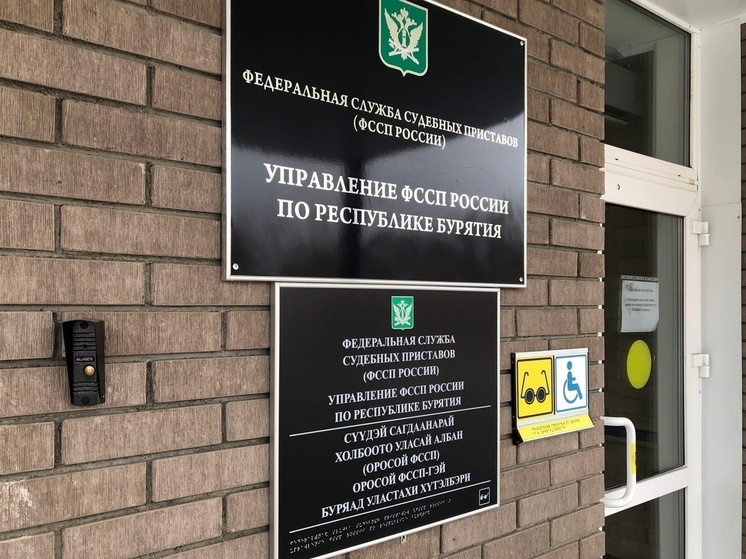 ФЕДЕРАЛЬНАЯ СЛУЖБА СУДЕБНЫХ ПРИСТАВОВ
(ФССП РОССИИ)
УПРАВЛЕНИЕ ФССП РОССИИ
ПО РЕСПУБЛИКЕ БУРЯТИЯ
ФЕДЕРАЛЬНАЯ СЛУЖБА
СУДЕБНЫХ ПРИСТАВОВ
(ФССП РОССИИ)
УПРАВЛЕНИЕ ФССП РОССИИ
ПО РЕСПУБЛИКЕ БУРЯТИЯ
СҮҮДЭЙ САГДААНАРАЙ
ХОЛБООТО УЛАСАЙ АЛБАН
(ОРОСОЙ ФССП)
ОРОСОЙ ФССП-ГЭЙ
БУРЯАД УЛАСТАХИ ХҮТЭЛБЭРИ